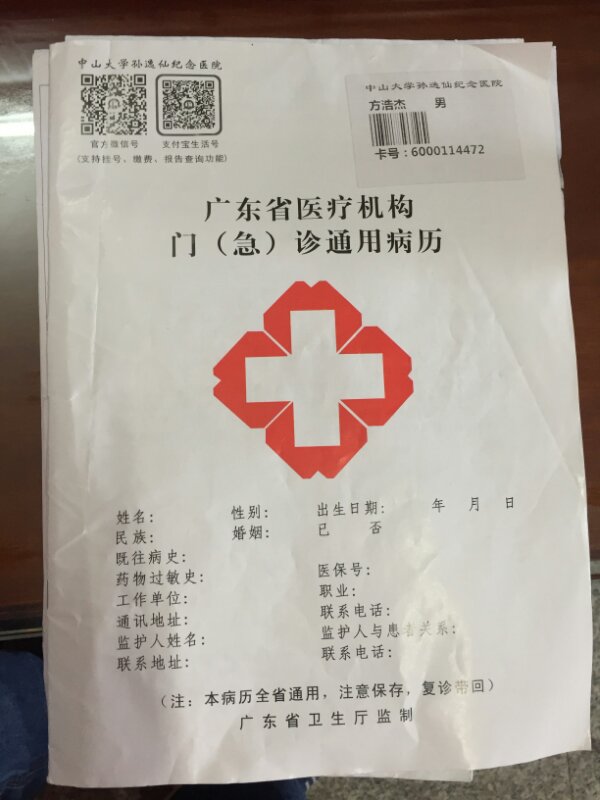 中山大学孙逸仙纪念医院
官方微信号 支付宝生活号
(支持挂号、缴费、报告查询功能)
中山大学孙逸仙纪念医院
方浩杰 男
卡号:6000114472
广东省医疗机构
门（急）诊通用病历
姓名: 性别: 出生日期: 年 月 日
民族: 婚姻: 已 否
既往病史:
药物过敏史: 医保号:
工作单位: 职业:
通讯地址: 联系电话:
监护人姓名: 监护人与患者关系:
联系地址: 联系电话:
（注：本病历全省通用，注意保存，复诊带回）
广东省卫生厅监制